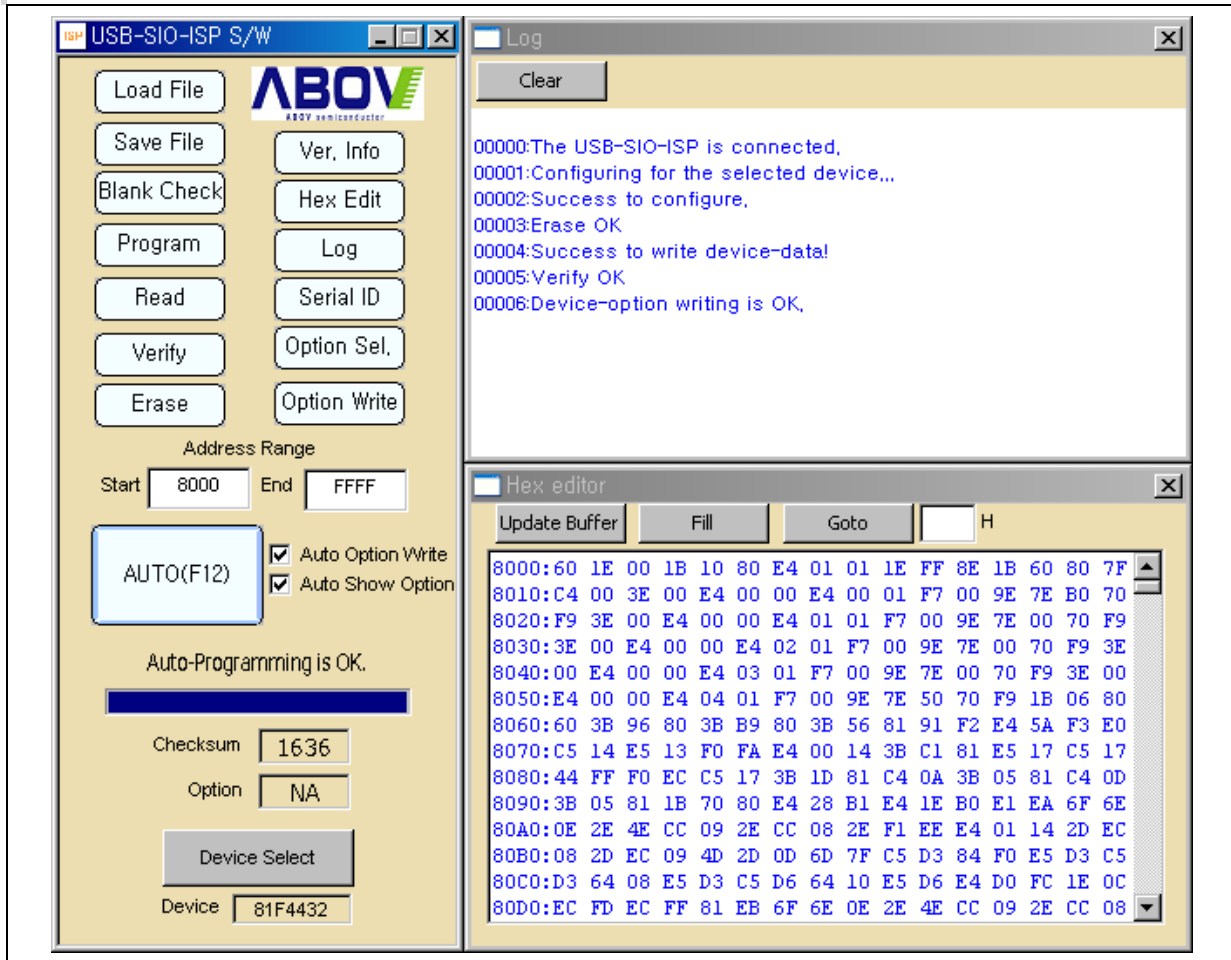 ISP USB-SIO-ISP S/W
Load File
ABOV
ABOV semiconductor
Save File
Ver, Info
Blank Check
Hex Edit
Program
Log
Read
Serial ID
Verify
Option Sel,
Erase
Option Write
Address Range
Start 8000 End FFFF
AUTO(F12)
Auto Option Write
Auto Show Option
Auto-Programming is OK.
Checksum 1636
Option NA
Device Select
Device 81F4432
Log
Clear
00000:The USB-SIO-ISP is connected,
00001:Configuring for the selected device,,,
00002:Success to configure,
00003:Erase OK
00004:Success to write device-data!
00005:Verify OK
00006:Device-option writing is OK,
Hex editor
Update Buffer Fill Goto H
8000:60 1E 00 1B 10 80 E4 01 01 1E FF 8E 1B 60 80 7F
8010:C4 00 3E 00 E4 00 00 E4 00 01 F7 00 9E 7E B0 70
8020:F9 3E 00 E4 00 00 E4 01 01 F7 00 9E 7E 00 70 F9
8030:3E 00 E4 00 00 E4 02 01 F7 00 9E 7E 00 70 F9 3E
8040:00 E4 00 00 E4 03 01 F7 00 9E 7E 00 70 F9 3E 00
8050:E4 00 00 E4 04 01 F7 00 9E 7E 50 70 F9 1B 06 80
8060:60 3B 96 80 3B B9 80 3B 56 81 91 F2 E4 5A F3 E0
8070:C5 14 E5 13 F0 FA E4 00 14 3B C1 81 E5 17 C5 17
8080:44 FF F0 EC C5 17 3B 1D 81 C4 0A 3B 05 81 C4 0D
8090:3B 05 81 1B 70 80 E4 28 B1 E4 1E B0 E1 EA 6F 6E
80A0:0E 2E 4E CC 09 2E CC 08 2E F1 EE E4 01 14 2D EC
80B0:08 2D EC 09 4D 2D 0D 6D 7F C5 D3 84 F0 E5 D3 C5
80C0:D3 64 08 E5 D3 C5 D6 64 10 E5 D6 E4 D0 FC 1E 0C
80D0:EC FD EC FF 81 EB 6F 6E 0E 2E 4E CC 09 2E CC 08